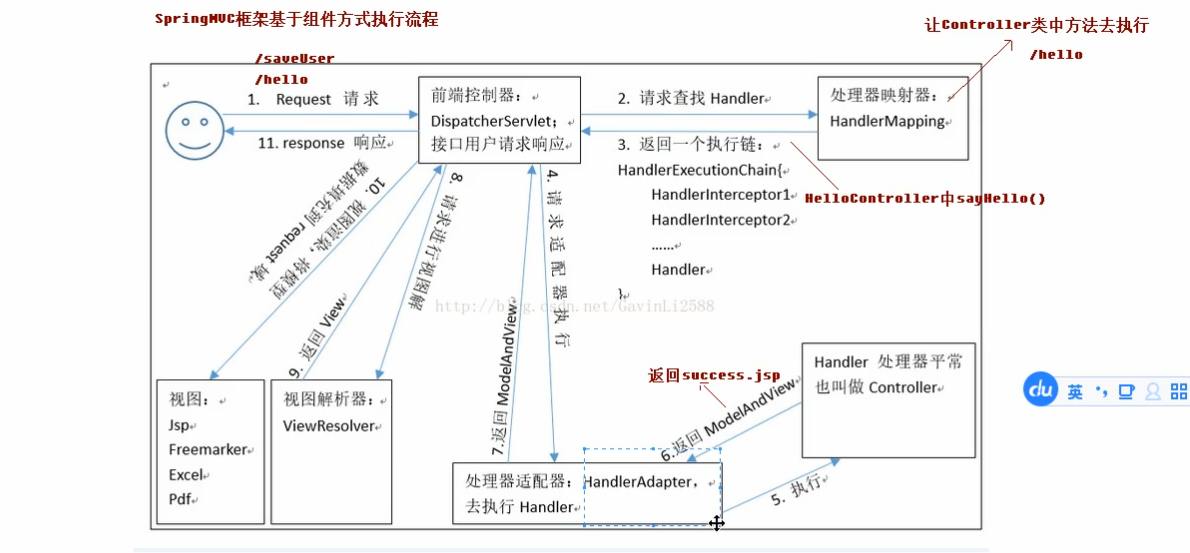 SpringMVC框架基于组件方式执行流程
让Controller类中方法去执行
/hello
/saveUser
/hello
1. Request 请求
11. response 响应
前端控制器：
DispatcherServlet；
接口用户请求响应
2. 请求查找 Handler
3. 返回一个执行链：
HandlerExecutionChain{
HandlerInterceptor1
HandlerInterceptor2
……
Handler
}
处理器映射器：
HandlerMapping
HelloController中sayHello()
10. 视图渲染，将模型
数据填充到 request 域。
9. 返回 View
8. 请求进行视图解
7.返回 ModelAndView
4. 请求适配器执行
http://blog.csdn.net/GavinLi2588
返回success.jsp
6.返回 ModelAndView
5. 执行
Handler 处理器平常
也叫做 Controller
视图：
Jsp
Freemarker
Excel
Pdf
视图解析器：
ViewResolver
处理器适配器：HandlerAdapter，
去执行 Handler
du 英